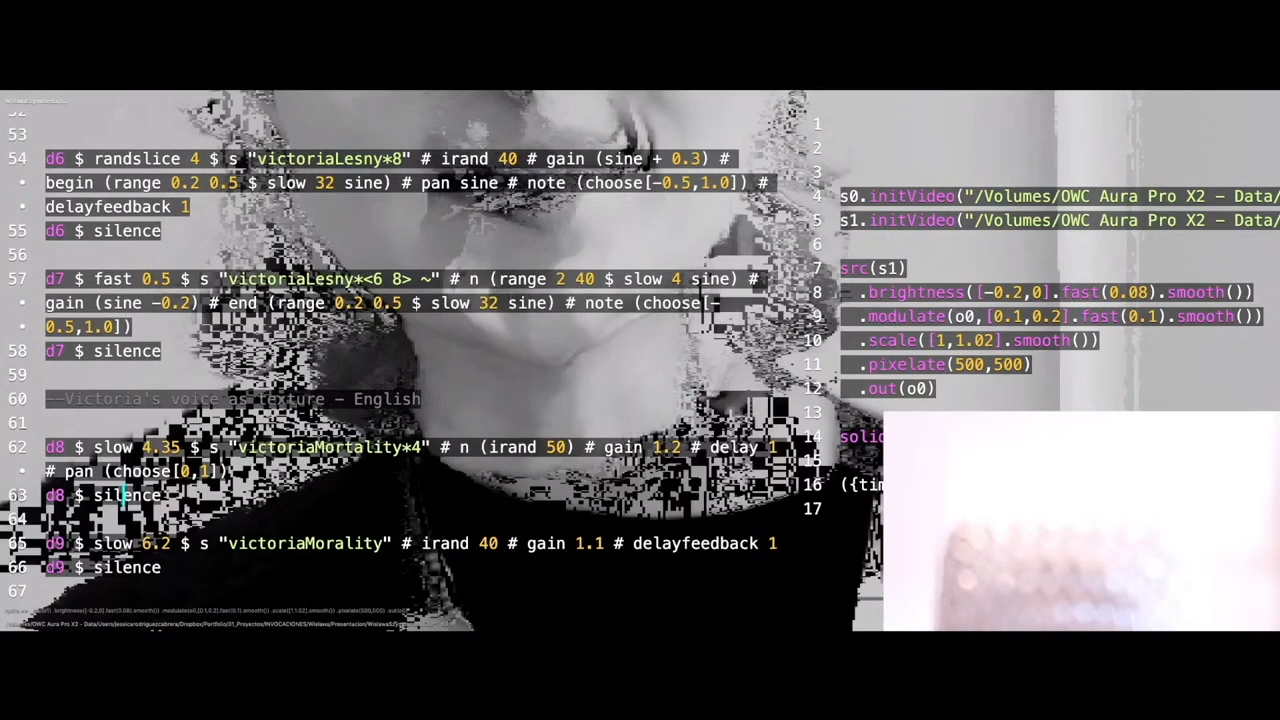 53
54 d6 $ randslice 4 $ s "victoriaLesny*8" # irand 40 # gain (sine + 0.3) #
• begin (range 0.2 0.5 $ slow 32 sine) # pan sine # note (choose[-0.5,1.0]) #
• delayfeedback 1
55 d6 $ silence
56
57 d7 $ fast 0.5 $ s "victoriaLesny*<6 8> ~" # n (range 2 40 $ slow 4 sine) #
• gain (sine -0.2) # end (range 0.2 0.5 $ slow 32 sine) # note (choose[-
• 0.5,1.0])
58 d7 $ silence
59
60 --Victoria's voice as texture - English
61
62 d8 $ slow 4.35 $ s "victoriaMortality*4" # n (irand 50) # gain 1.2 # delay 1
• # pan (choose[0,1])
63 d8 $ silence
64
65 d9 $ slow 6.2 $ s "victoriaMorality" # irand 40 # gain 1.1 # delayfeedback 1
66 d9 $ silence
67
1
2
3
4 s0.initVideo("/Volumes/OWC Aura Pro X2 - Data/
5 s1.initVideo("/Volumes/OWC Aura Pro X2 - Data/
6
7 src(s1)
8 .brightness([-0.2,0].fast(0.08).smooth())
9 .modulate(o0,[0.1,0.2].fast(0.1).smooth())
10 .scale([1,1.02].smooth())
11 .pixelate(500,500)
12 .out(o0)
13
14 solid
15
16 ({tim
17